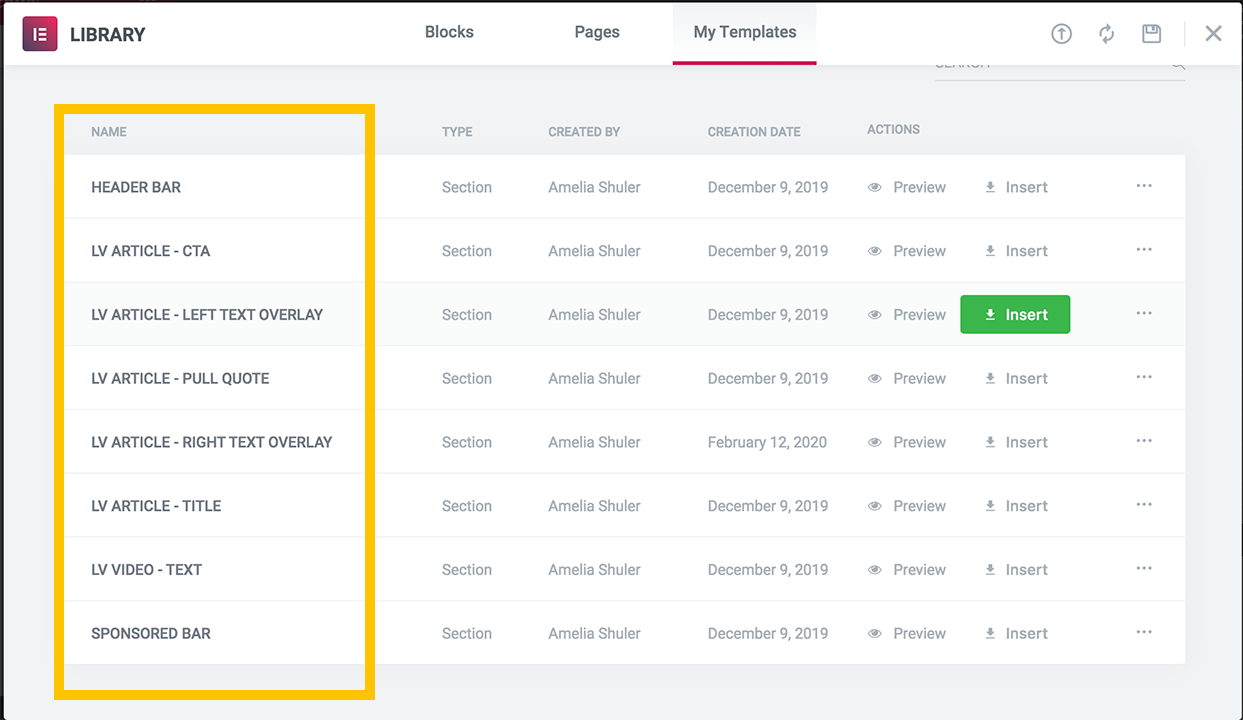 LIBRARY Blocks Pages My Templates
SEARCH
NAME TYPE CREATED BY CREATION DATE ACTIONS
HEADER BAR Section Amelia Shuler December 9, 2019 Preview Insert ...
LV ARTICLE - CTA Section Amelia Shuler December 9, 2019 Preview Insert ...
LV ARTICLE - LEFT TEXT OVERLAY Section Amelia Shuler December 9, 2019 Preview Insert ...
LV ARTICLE - PULL QUOTE Section Amelia Shuler December 9, 2019 Preview Insert ...
LV ARTICLE - RIGHT TEXT OVERLAY Section Amelia Shuler February 12, 2020 Preview Insert ...
LV ARTICLE - TITLE Section Amelia Shuler December 9, 2019 Preview Insert ...
LV VIDEO - TEXT Section Amelia Shuler December 9, 2019 Preview Insert ...
SPONSORED BAR Section Amelia Shuler December 9, 2019 Preview Insert ...